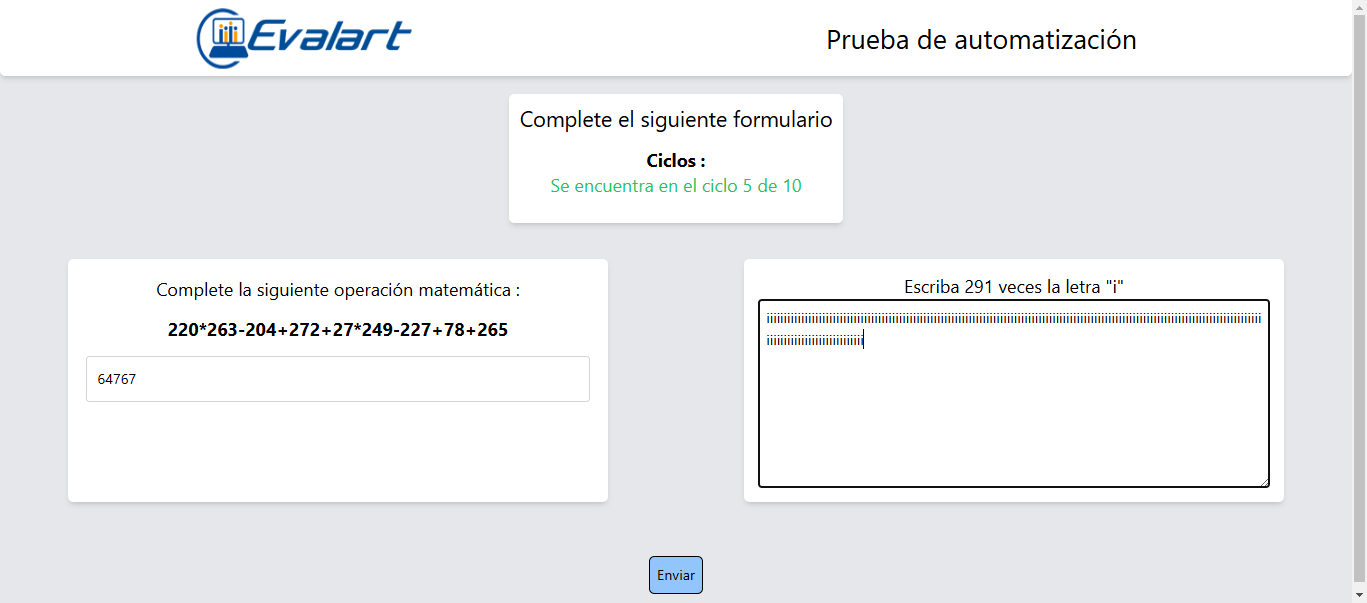 Evalart
Prueba de automatización
Complete el siguiente formulario
Ciclos :
Se encuentra en el ciclo 5 de 10
Complete la siguiente operación matemática :
220*263-204+272+27*249-227+78+265
64767
Escriba 291 veces la letra "i"
Enviar